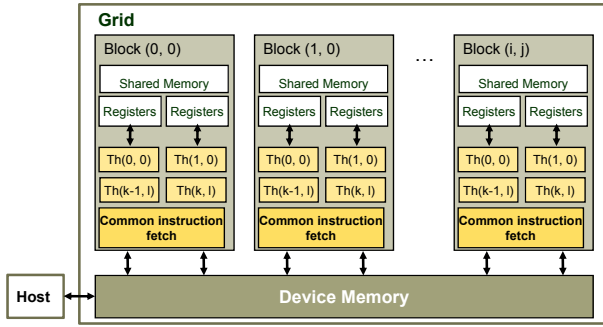 Grid
Block (0, 0)
Shared Memory
Registers Registers
Th(0, 0) Th(1, 0)
Th(k-1, l) Th(k, l)
Common instruction
fetch
Block (1, 0)
Shared Memory
Registers Registers
Th(0, 0) Th(1, 0)
Th(k-1, l) Th(k, l)
Common instruction
fetch
...
Block (i, j)
Shared Memory
Registers Registers
Th(0, 0) Th(1, 0)
Th(k-1, l) Th(k, l)
Common instruction
fetch
Host
Device Memory